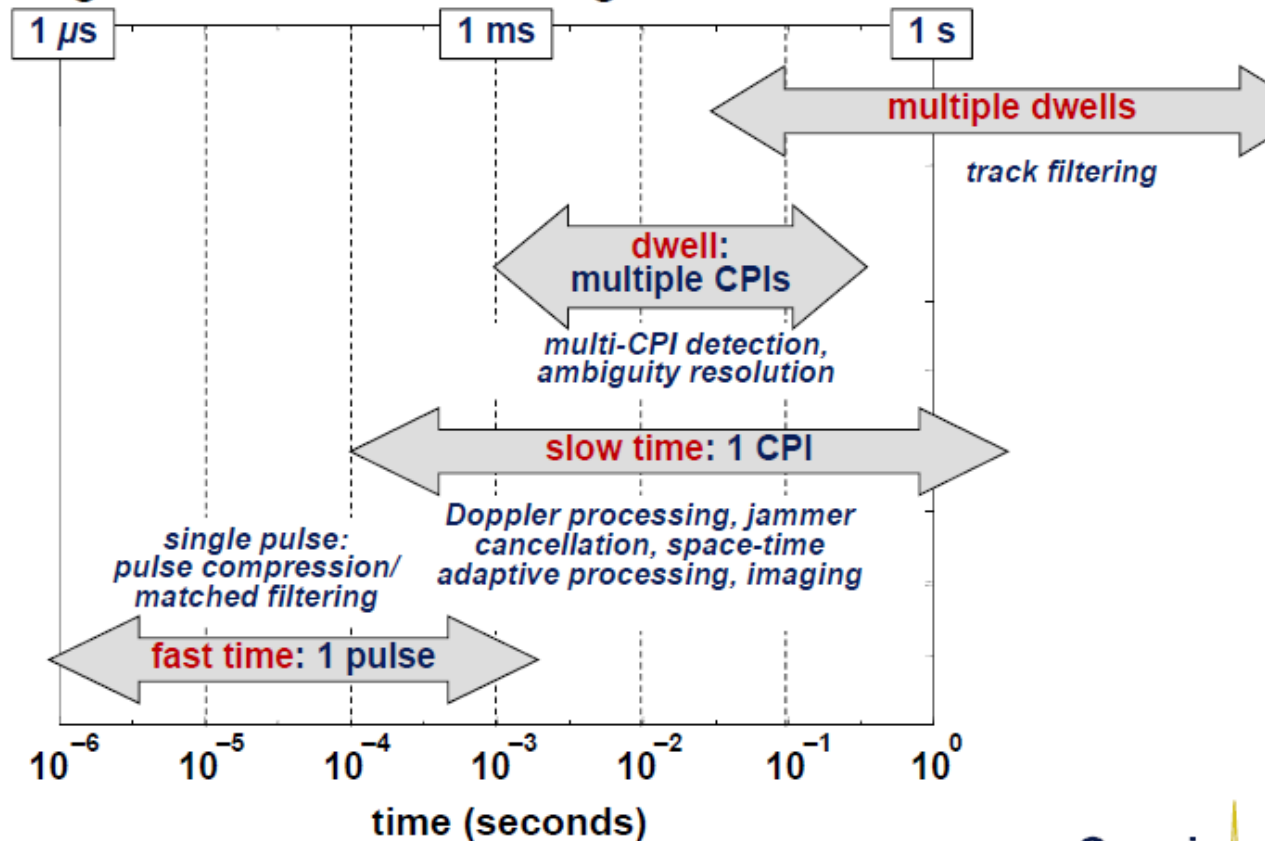 1 µs
1 ms
1 s
multiple dwells
track filtering
dwell:
multiple CPIs
multi-CPI detection,
ambiguity resolution
slow time: 1 CPI
Doppler processing, jammer
cancellation, space-time
adaptive processing, imaging
single pulse:
pulse compression/
matched filtering
fast time: 1 pulse
10⁻⁶ 10⁻⁵ 10⁻⁴ 10⁻³ 10⁻² 10⁻¹ 10⁰
time (seconds)